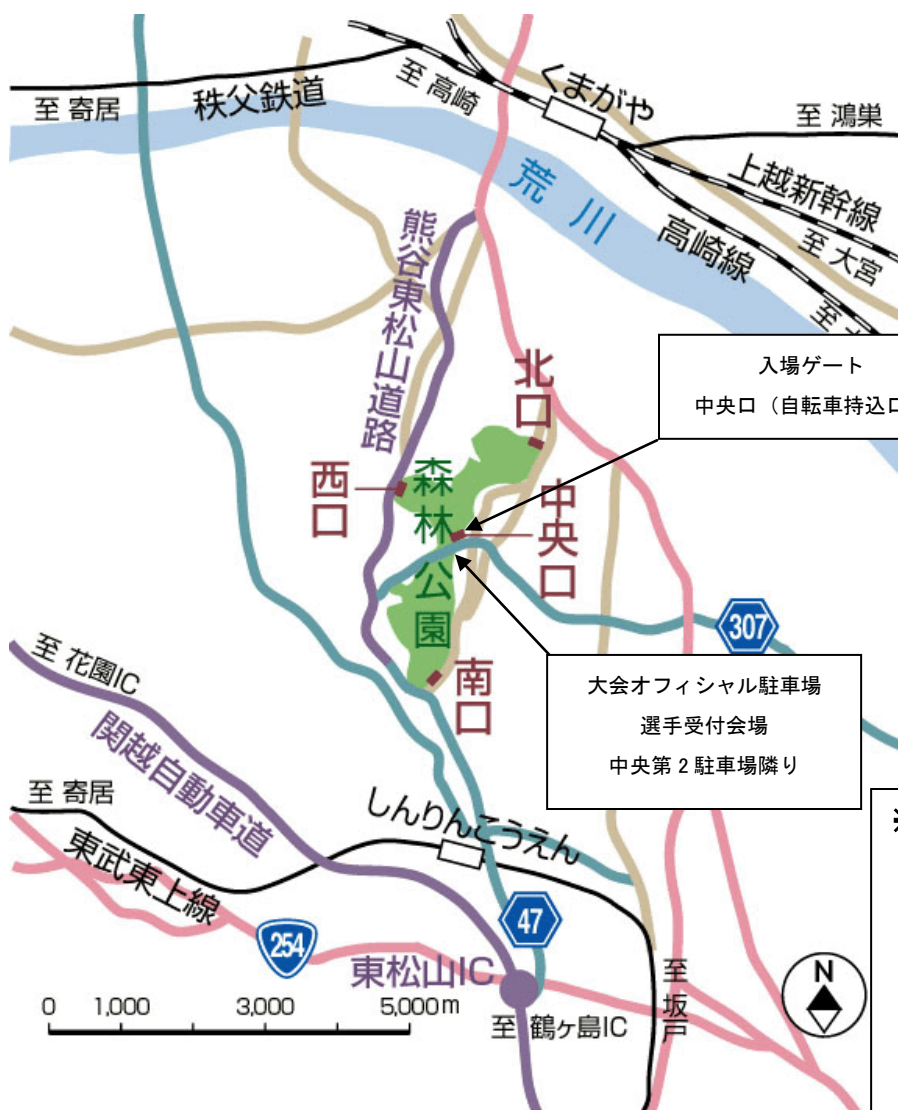 至 寄居
秩父鉄道
至 高崎
くまがや
至 鴻巣
上越新幹線
荒川
高崎線
至 大宮
至
熊谷東松山道路
入場ゲート
中央口（自転車持込口
北口
西口
森林公園
中央口
307
南口
大会オフィシャル駐車場
選手受付会場
中央第２駐車場隣り
至 花園IC
関越自動車道
至 寄居
しんりんこうえん
東武東上線
254
47
東松山IC
至 坂戸
N
0 1,000 3,000 5,000m
至 鶴ヶ島IC